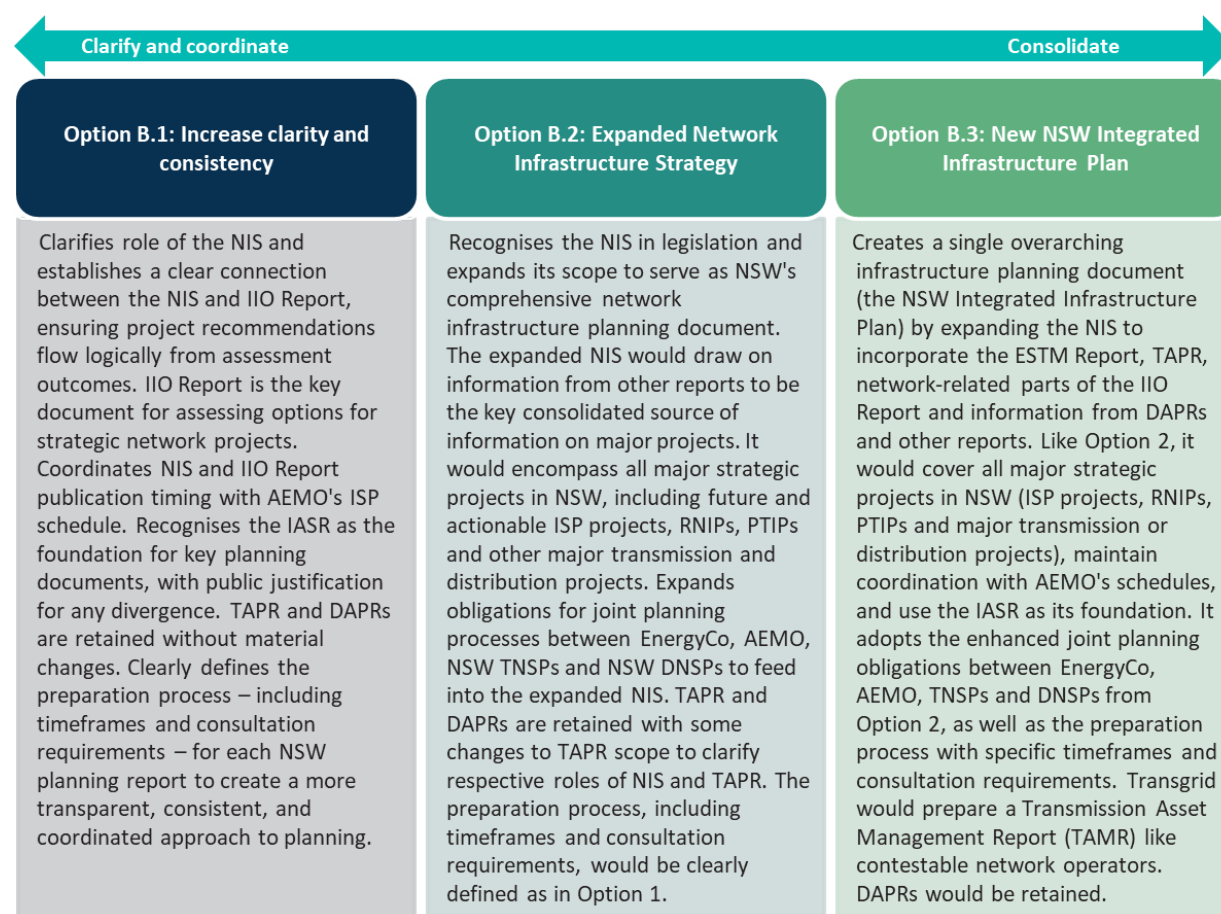 Clarify and coordinate
Consolidate
Option B.1: Increase clarity and
consistency
Clarifies role of the NIS and
establishes a clear connection
between the NIS and IIO Report,
ensuring project recommendations
flow logically from assessment
outcomes. IIO Report is the key
document for assessing options for
strategic network projects.
Coordinates NIS and IIO Report
publication timing with AEMO's ISP
schedule. Recognises the IASR as the
foundation for key planning
documents, with public justification
for any divergence. TAPR and DAPRs
are retained without material
changes. Clearly defines the
preparation process – including
timeframes and consultation
requirements – for each NSW
planning report to create a more
transparent, consistent, and
coordinated approach to planning.
Option B.2: Expanded Network
Infrastructure Strategy
Recognises the NIS in legislation and
expands its scope to serve as NSW's
comprehensive network
infrastructure planning document.
The expanded NIS would draw on
information from other reports to be
the key consolidated source of
information on major projects. It
would encompass all major strategic
projects in NSW, including future and
actionable ISP projects, RNIPs, PTIPs
and other major transmission and
distribution projects. Expands
obligations for joint planning
processes between EnergyCo, AEMO,
NSW TNSPs and NSW DNSPs to feed
into the expanded NIS. TAPR and
DAPRs are retained with some
changes to TAPR scope to clarify
respective roles of NIS and TAPR. The
preparation process, including
timeframes and consultation
requirements, would be clearly
defined as in Option 1.
Option B.3: New NSW Integrated
Infrastructure Plan
Creates a single overarching
infrastructure planning document
(the NSW Integrated Infrastructure
Plan) by expanding the NIS to
incorporate the ESTM Report, TAPR,
network-related parts of the IIO
Report and information from DAPRs
and other reports. Like Option 2, it
would cover all major strategic
projects in NSW (ISP projects, RNIPs,
PTIPs and major transmission or
distribution projects), maintain
coordination with AEMO's schedules,
and use the IASR as its foundation. It
adopts the enhanced joint planning
obligations between EnergyCo,
AEMO, TNSPs and DNSPs from
Option 2, as well as the preparation
process with specific timeframes and
consultation requirements. Transgrid
would prepare a Transmission Asset
Management Report (TAMR) like
contestable network operators.
DAPRs would be retained.